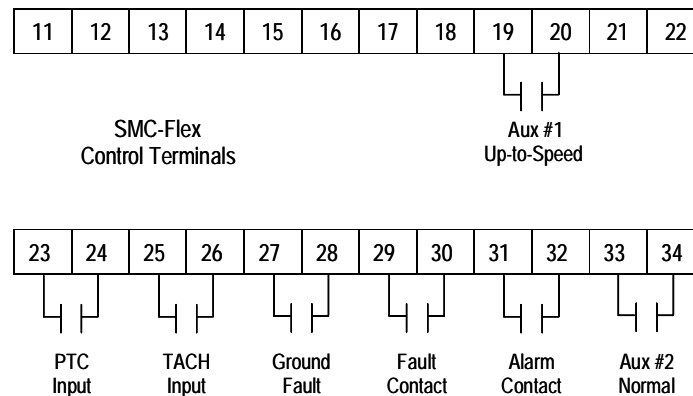 11 12 13 14 15 16 17 18 19 20 21 22
SMC-Flex
Control Terminals
Aux #1
Up-to-Speed
23 24 25 26 27 28 29 30 31 32 33 34
PTC
Input
TACH
Input
Ground
Fault
Fault
Contact
Alarm
Contact
Aux #2
Normal